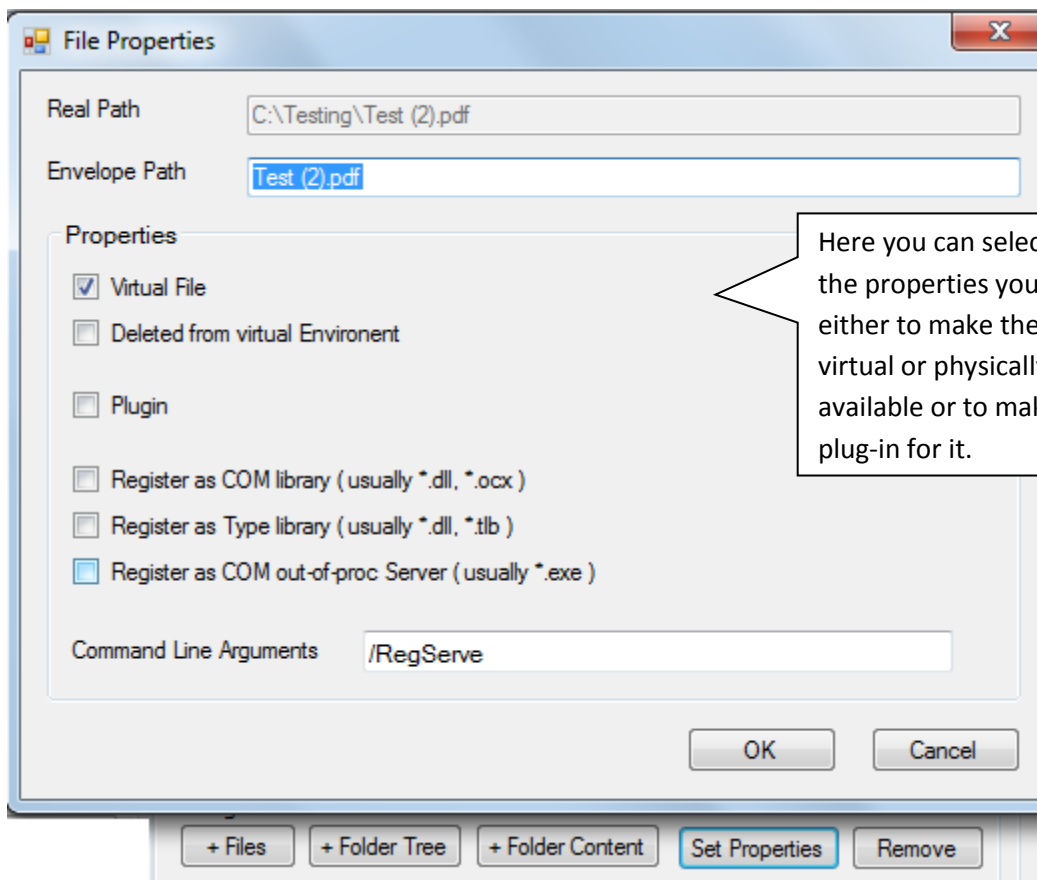 File Properties
Real Path
C:\Testing\Test (2).pdf
Envelope Path
Test (2).pdf
Properties
Virtual File
Deleted from virtual Environent
Plugin
Register as COM library ( usually *.dll, *.ocx )
Register as Type library ( usually *.dll, *.tlb )
Register as COM out-of-proc Server ( usually *.exe )
Command Line Arguments
/RegServe
Here you can selec
the properties you
either to make the
virtual or physicall
available or to mak
plug-in for it.
OK
Cancel
+ Files
+ Folder Tree
+ Folder Content
Set Properties
Remove